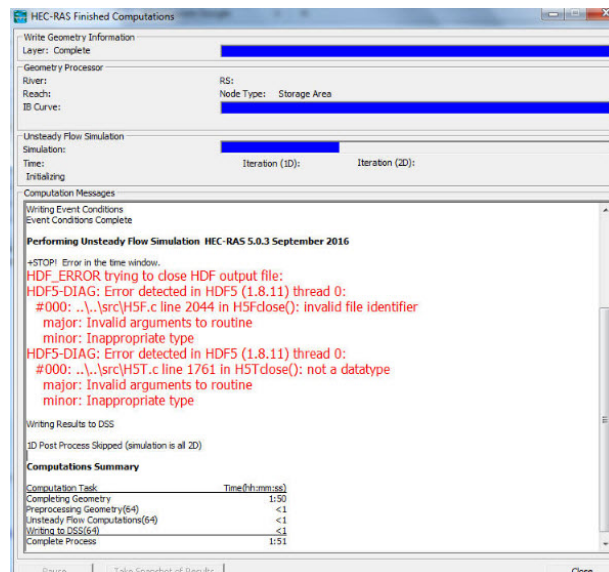 HEC-RAS Finished Computations
Write Geometry Information
Layer: Complete
Geometry Processor
River: RS:
Reach: Node Type: Storage Area
IB Curve:
Unsteady Flow Simulation
Simulation:
Time: Iteration (1D): Iteration (2D):
Initializing
Computation Messages
Writing Event Conditions
Event Conditions Complete
Performing Unsteady Flow Simulation HEC-RAS 5.0.3 September 2016
+STOP! Error in the time window.
HDF_ERROR trying to close HDF output file:
HDF5-DIAG: Error detected in HDF5 (1.8.11) thread 0:
#000: ..\..\src\H5F.c line 2044 in H5Fclose(): invalid file identifier
major: Invalid arguments to routine
minor: Inappropriate type
HDF5-DIAG: Error detected in HDF5 (1.8.11) thread 0:
#000: ..\..\src\H5T.c line 1761 in H5Tclose(): not a datatype
major: Invalid arguments to routine
minor: Inappropriate type
Writing Results to DSS
1D Post Process Skipped (simulation is all 2D)
Computations Summary
Computation Task Time(hh:mm:ss)
Completing Geometry 1:50
Preprocessing Geometry(64) <1
Unsteady Flow Computations(64) <1
Writing to DSS(64) <1
Complete Process 1:51
Pause Take Snapshot of Results Close